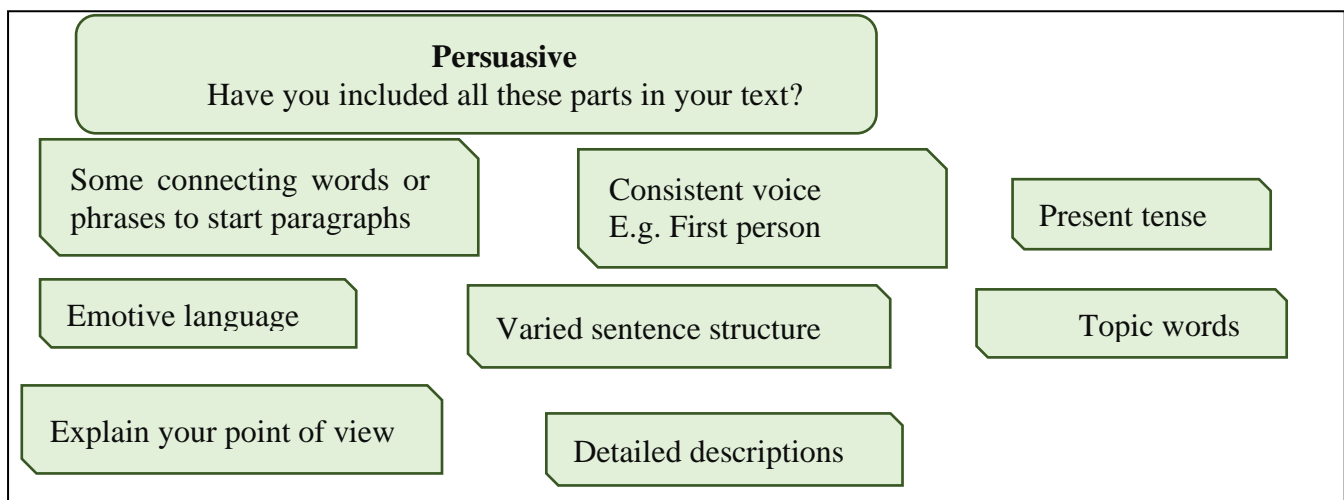 Persuasive
Have you included all these parts in your text?
Some connecting words or
phrases to start paragraphs
Consistent voice
E.g. First person
Present tense
Emotive language
Varied sentence structure
Topic words
Explain your point of view
Detailed descriptions